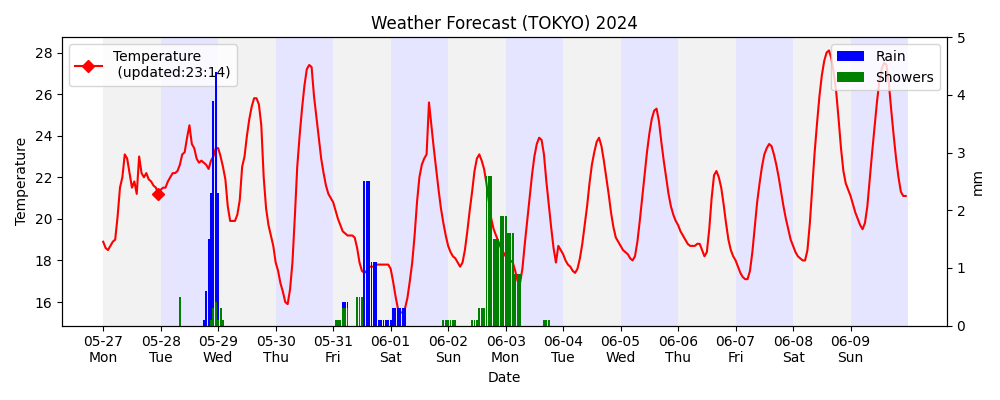 Weather Forecast (TOKYO) 2024
Temperature
(updated:23:14)
Rain
Showers
28
26
24
22
20
18
16
Temperature
5
4
3
2
1
0
mm
05-27 05-28 05-29 05-30 05-31 06-01 06-02 06-03 06-04 06-05 06-06 06-07 06-08 06-09
Mon Tue Wed Thu Fri Sat Sun Mon Tue Wed Thu Fri Sat Sun
Date